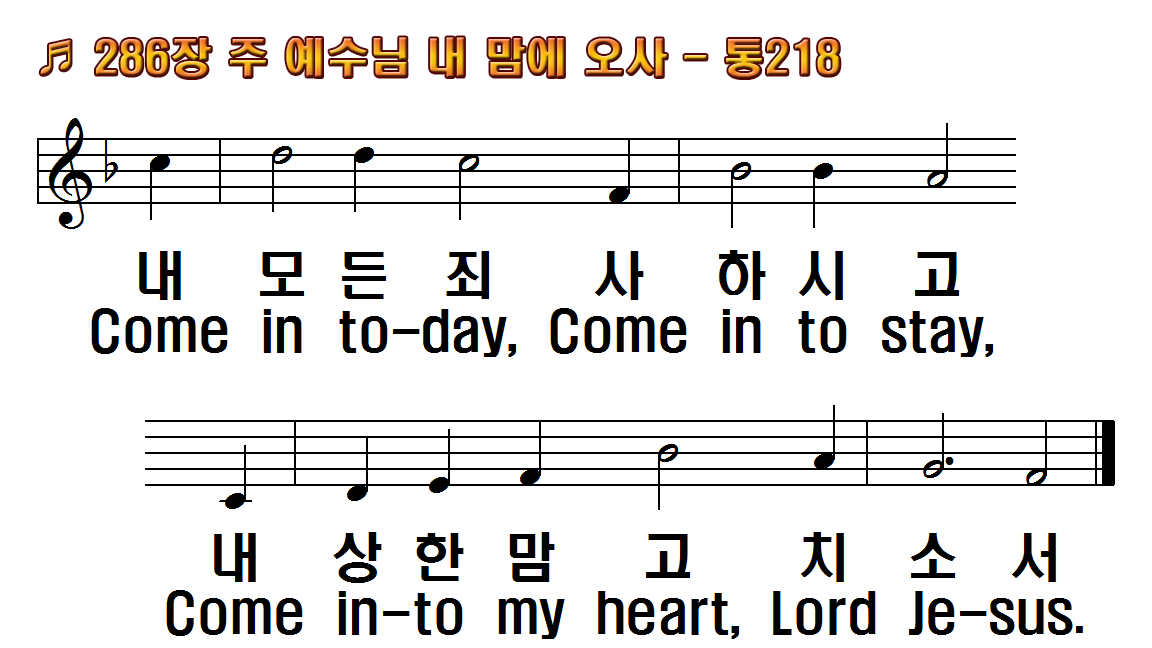 ♬ 286장 주 예수님 내 맘에 오사 - 통218
내 모 든 죄 사 하 시 고
Come in to-day, Come in to stay,
내 상 한 맘 고 치 소 서
Come in-to my heart, Lord Je-sus.